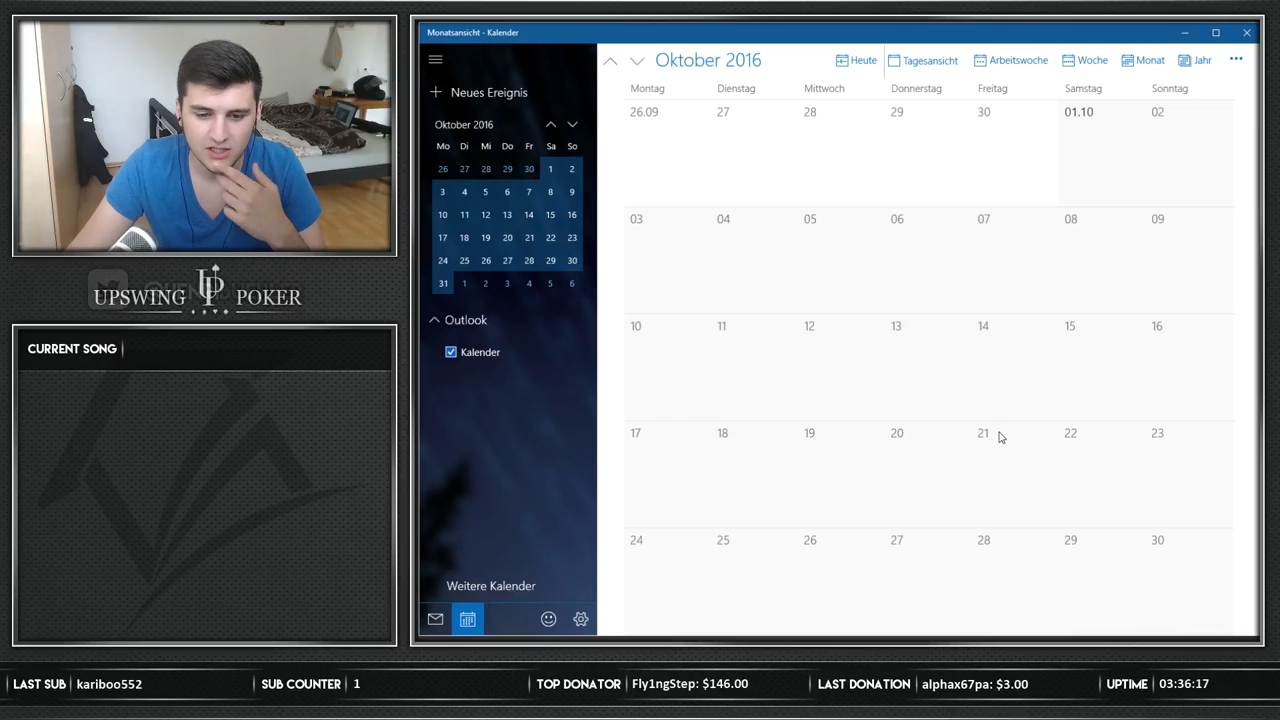 Monatsansicht - Kalender
Oktober 2016
Heute
Tagesansicht
Arbeitswoche
Woche
Monat
Jahr
Neues Ereignis
Oktober 2016
Mo Di Mi Do Fr Sa So
26 27 28 29 30 1 2
3 4 5 6 7 8 9
10 11 12 13 14 15 16
17 18 19 20 21 22 23
24 25 26 27 28 29 30
31 1 2 3 4 5 6
Outlook
Kalender
Weitere Kalender
Montag Dienstag Mittwoch Donnerstag Freitag Samstag Sonntag
26.09 27 28 29 30 01.10 02
03 04 05 06 07 08 09
10 11 12 13 14 15 16
17 18 19 20 21 22 23
24 25 26 27 28 29 30
UPSWING UP POKER
CURRENT SONG
LAST SUB kariboo552
SUB COUNTER 1
TOP DONATOR Fly1ngStep: $146.00
LAST DONATION alphax67pa: $3.00
UPTIME 03:36:17